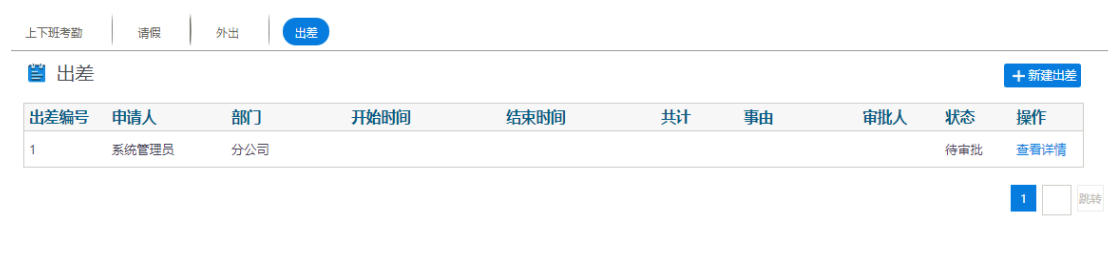 上下班考勤 请假 外出 出差
出差 新建出差
出差编号 申请人 部门 开始时间 结束时间 共计 事由 审批人 状态 操作
1 系统管理员 分公司 待审批 查看详情
1 跳转